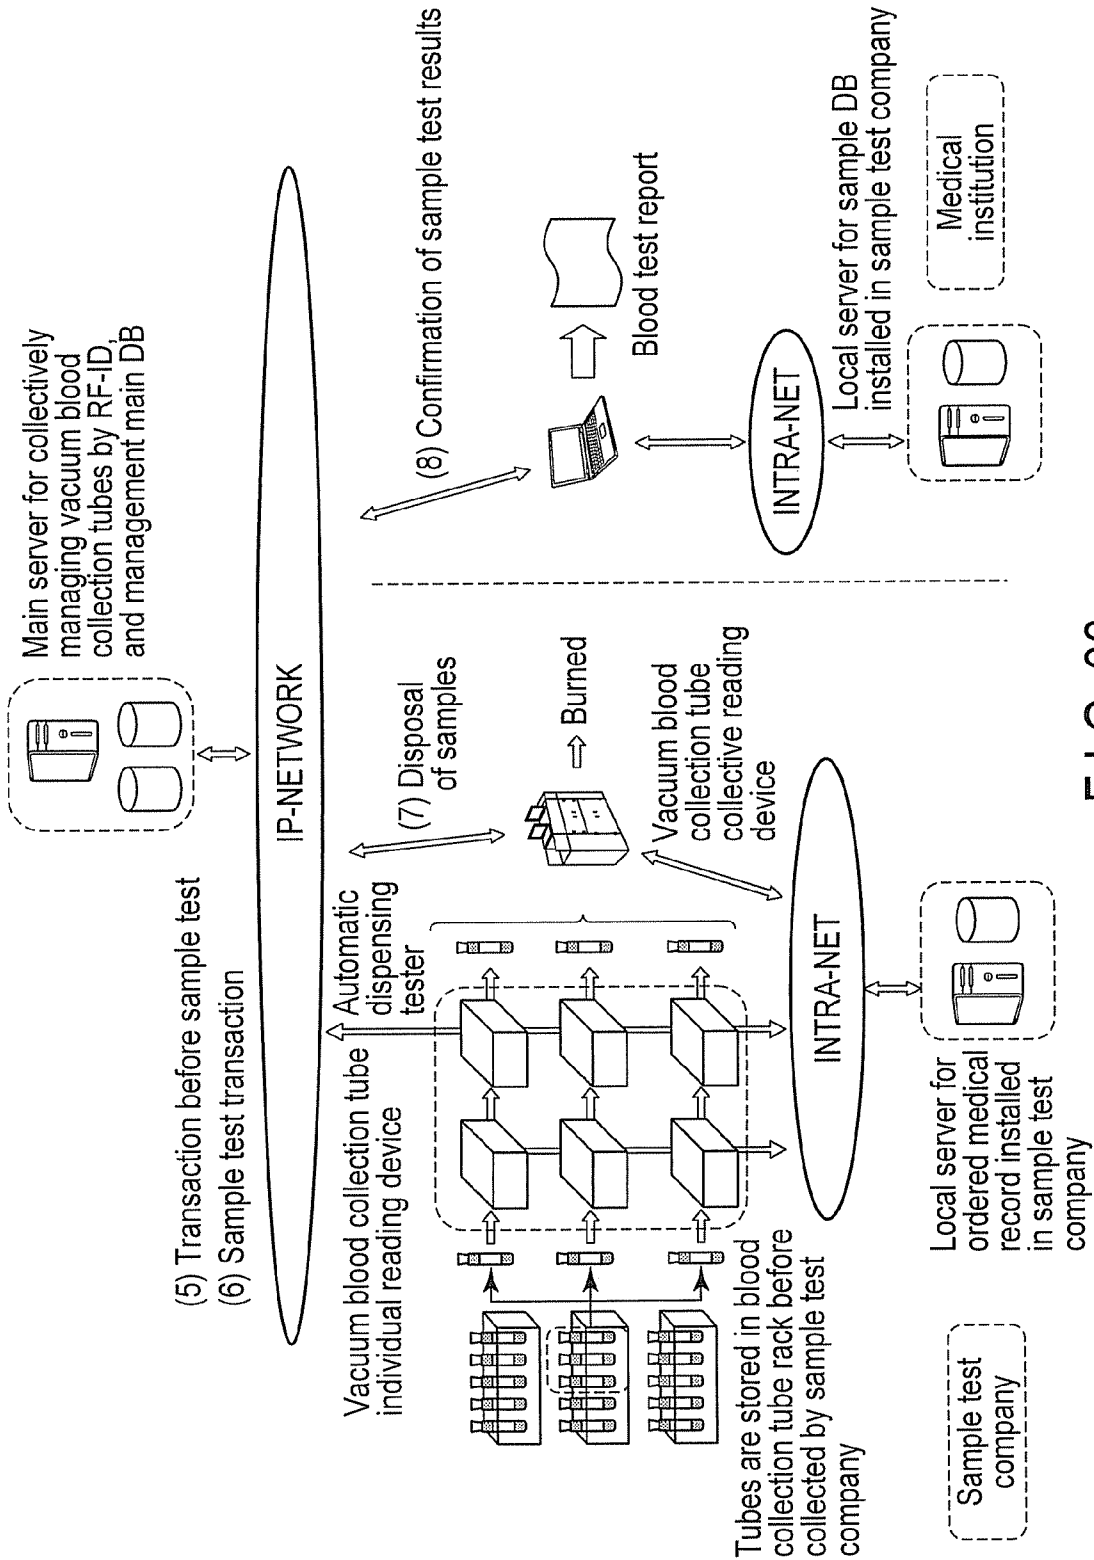 Main server for collectively
managing vacuum blood
collection tubes by RF-ID,
and management main DB
(5) Transaction before sample test
(6) Sample test transaction
IP-NETWORK
Vacuum blood collection tube
individual reading device
Automatic
dispensing
tester
(7) Disposal
of samples
(8) Confirmation of sample test results
Burned
Blood test report
Vacuum blood
collection tube
collective reading
device
Tubes are stored in blood
collection tube rack before
collected by sample test
company
INTRA-NET
INTRA-NET
Local server for
ordered medical
record installed
in sample test
company
Local server for sample DB
installed in sample test company
Sample test
company
Medical
institution